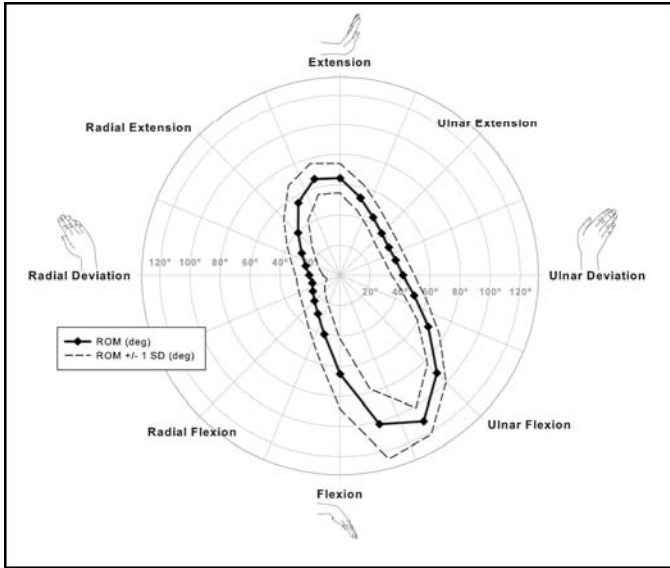 Extension
Radial Extension
Ulnar Extension
120° 100° 80° 60° 40° 20°
Radial Deviation
20° 40° 60° 80° 100° 120°
Ulnar Deviation
ROM (deg)
ROM +/- 1 SD (deg)
Radial Flexion
Ulnar Flexion
Flexion